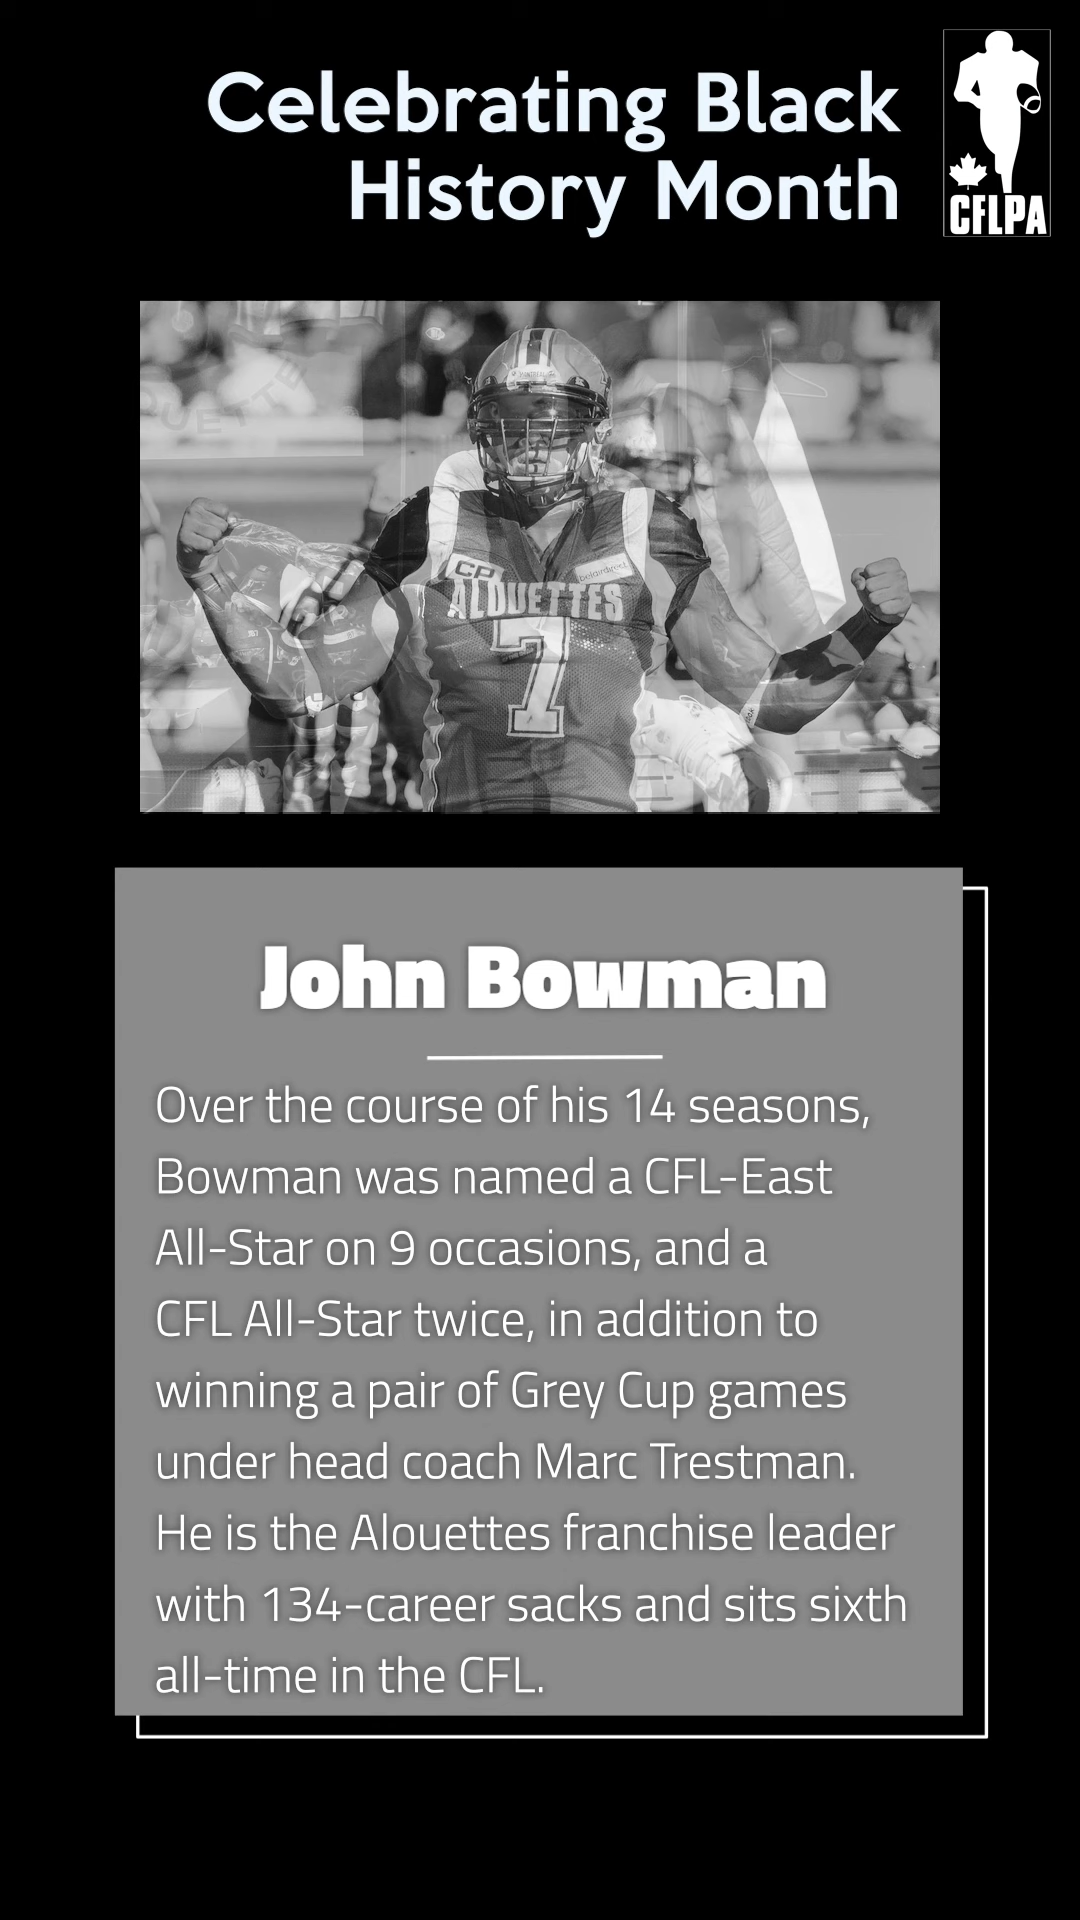 Celebrating Black
History Month
CFLPA
UETTE
CP
belairdirect
ALOUETTES
7
John Bowman
Over the course of his 14 seasons,
Bowman was named a CFL-East
All-Star on 9 occasions, and a
CFL All-Star twice, in addition to
winning a pair of Grey Cup games
under head coach Marc Trestman.
He is the Alouettes franchise leader
with 134-career sacks and sits sixth
all-time in the CFL.